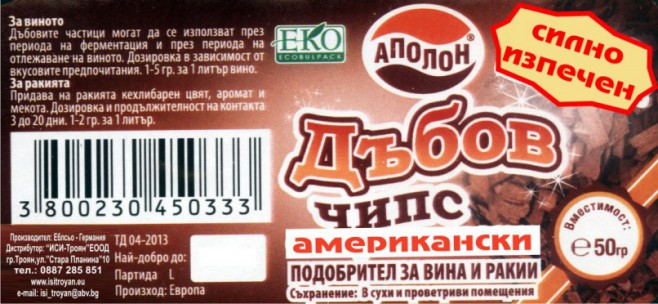 За виното
Дъбовите частици могат да се използват през
периода на ферментация и през периода на
отлежаване на виното. Дозировка в зависимост от
вкусовите предпочитания. 1-5 гр. за 1 литър вино.
За ракията
Придава на ракията кехлибарен цвят, аромат и
мекота. Дозировка и продължителност на контакта
3 до 20 дни. 1-2 гр. за 1 литър.
ЕКО
ECOBULPACK
АПОЛОН
®
СИЛНО
ИЗПЕЧЕН
Дъбов
чипс
американски
ПОДОБРИТЕЛ ЗА ВИНА И РАКИИ
Съхранение: В сухи и проветриви помещения
Вместимост:
e 50гр
3 800230 450333
Производител: Еблсьо - Германия
Дистрибутор: "ИСИ-Троян"ЕООД
гр.Троян,ул."Стара Планина"10
тел.: 0887 285 851
www.isitroyan.eu
e-mail: isi_troyan@abv.bg
ТД 04-2013
Най-добро до:
Партида L
Произход: Европа